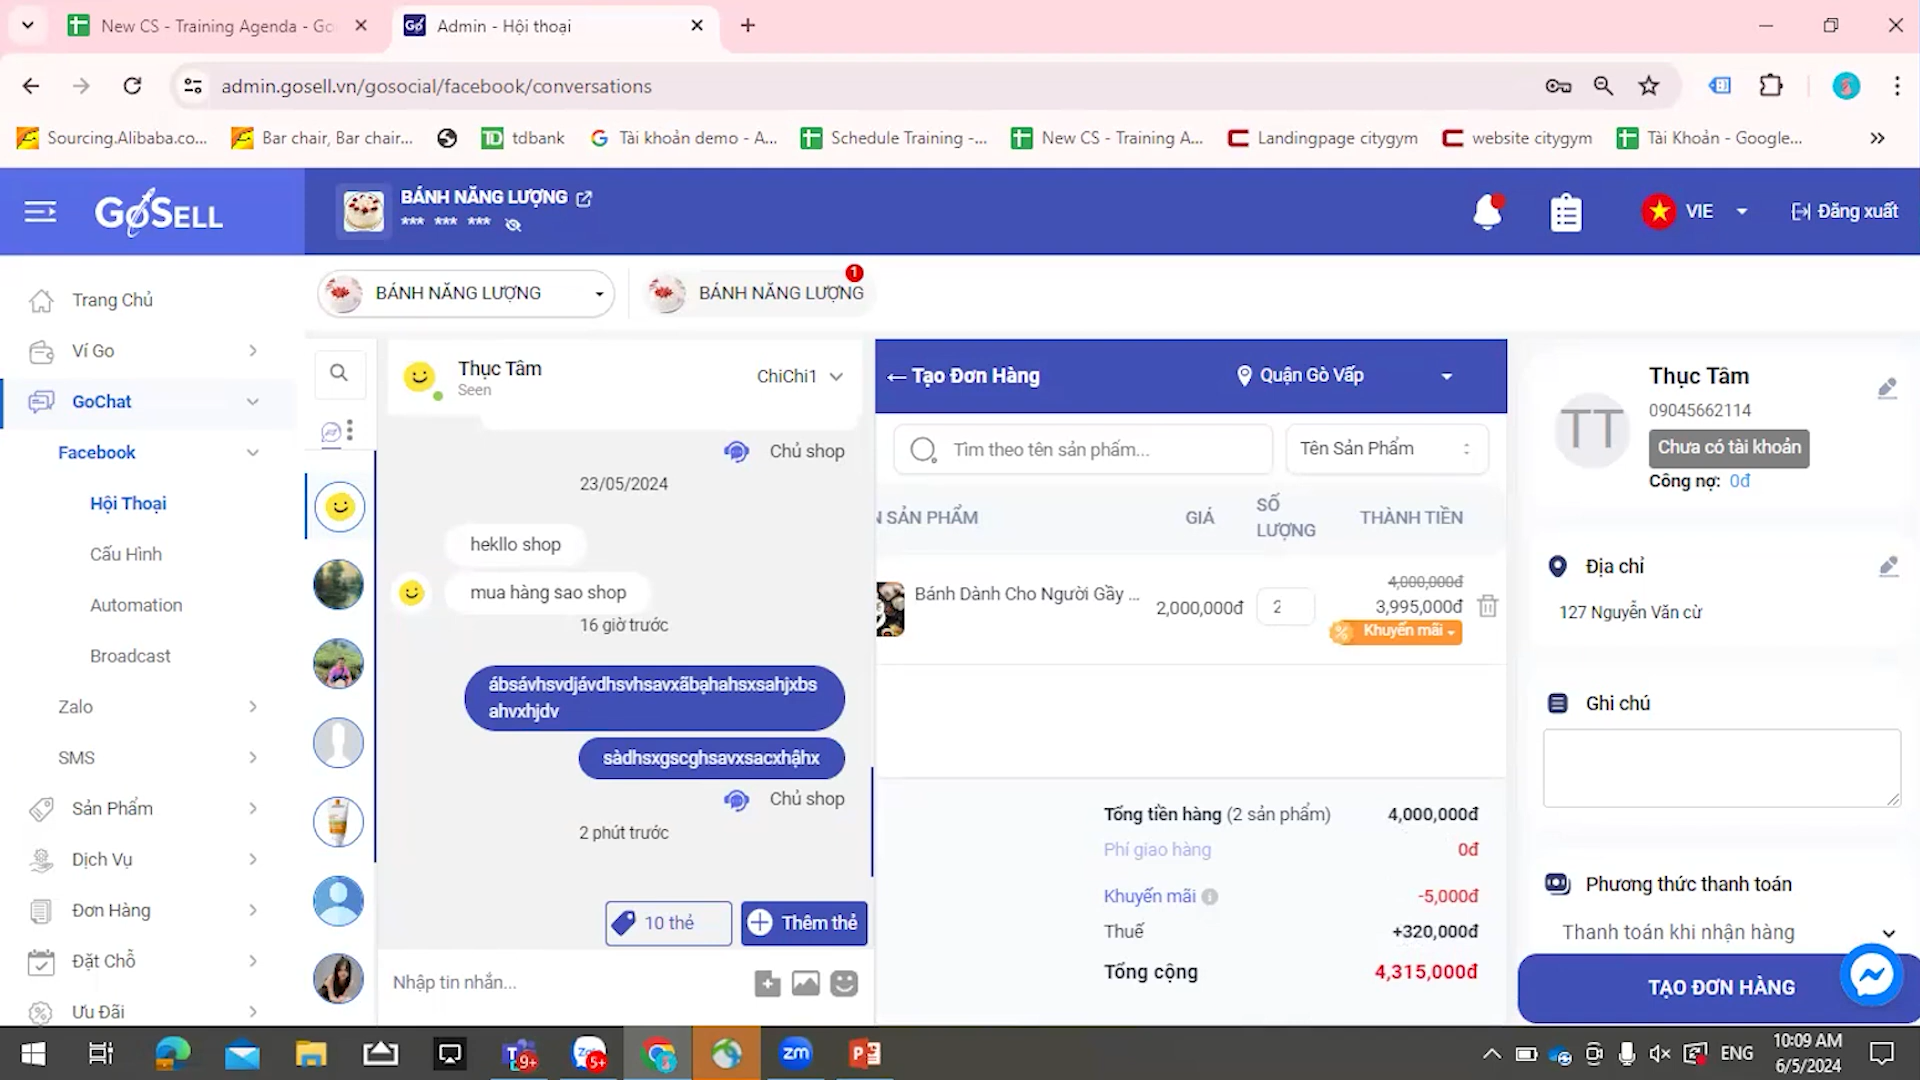 New CS - Training Agenda - Go
Admin - Hội thoại
admin.gosell.vn/gosocial/facebook/conversations
Sourcing.Alibaba.co...
Bar chair, Bar chair...
tdbank
Tài khoản demo - A...
Schedule Training -...
New CS - Training A...
Landingpage citygym
website citygym
Tài Khoản - Google...
GOSELL
BÁNH NĂNG LƯỢNG
*** *** ***
VIE
Đăng xuất
BÁNH NĂNG LƯỢNG
BÁNH NĂNG LƯỢNG
1
Trang Chủ
Ví Go
GoChat
Facebook
Hội Thoại
Cấu Hình
Automation
Broadcast
Zalo
SMS
Sản Phẩm
Dịch Vụ
Đơn Hàng
Đặt Chỗ
Ưu Đãi
Thục Tâm
Seen
ChiChi1
Chủ shop
23/05/2024
hekllo shop
mua hàng sao shop
16 giờ trước
ábsávhsvdjávdhsvhsavxãbạhahsxsahjxbs
ahvxhjdv
sàdhsxgscghsavxsacxhậhx
Chủ shop
2 phút trước
10 thẻ
Thêm thẻ
Nhập tin nhắn...
Tạo Đơn Hàng
Quận Gò Vấp
Tìm theo tên sản phẩm...
Tên Sản Phẩm
N SẢN PHẨM
GIÁ
SỐ
LƯỢNG
THÀNH TIỀN
Bánh Dành Cho Người Gầy ...
2,000,000đ
2
4,000,000đ
3,995,000đ
Khuyến mãi
Tổng tiền hàng (2 sản phẩm)
4,000,000đ
Phí giao hàng
0đ
Khuyến mãi
-5,000đ
Thuế
+320,000đ
Tổng cộng
4,315,000đ
TT
Thục Tâm
09045662114
Chưa có tài khoản
Công nợ: 0đ
Địa chỉ
127 Nguyễn Văn cừ
Ghi chú
Phương thức thanh toán
Thanh toán khi nhận hàng
TẠO ĐƠN HÀNG
9+
5+
zm
ENG
10:09 AM
6/5/2024